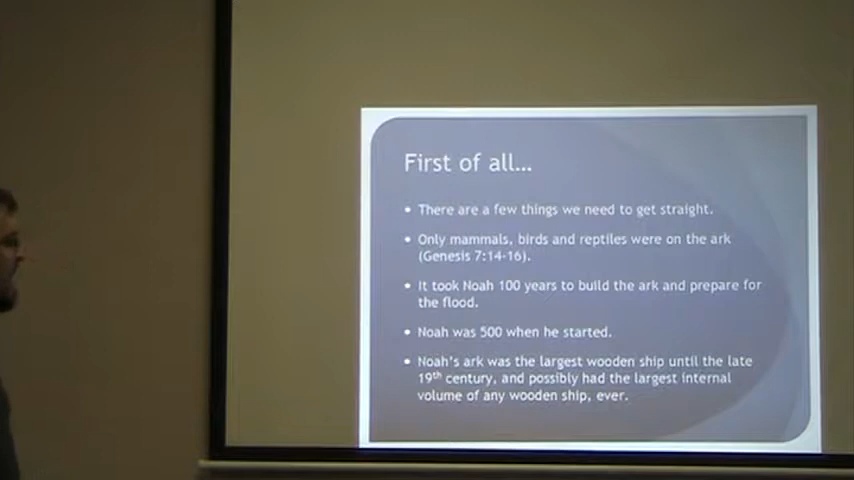 First of all…
• There are a few things we need to get straight.
• Only mammals, birds and reptiles were on the ark
(Genesis 7:14-16).
• It took Noah 100 years to build the ark and prepare for
the flood.
• Noah was 500 when he started.
• Noah's ark was the largest wooden ship until the late
19th century, and possibly had the largest internal
volume of any wooden ship, ever.